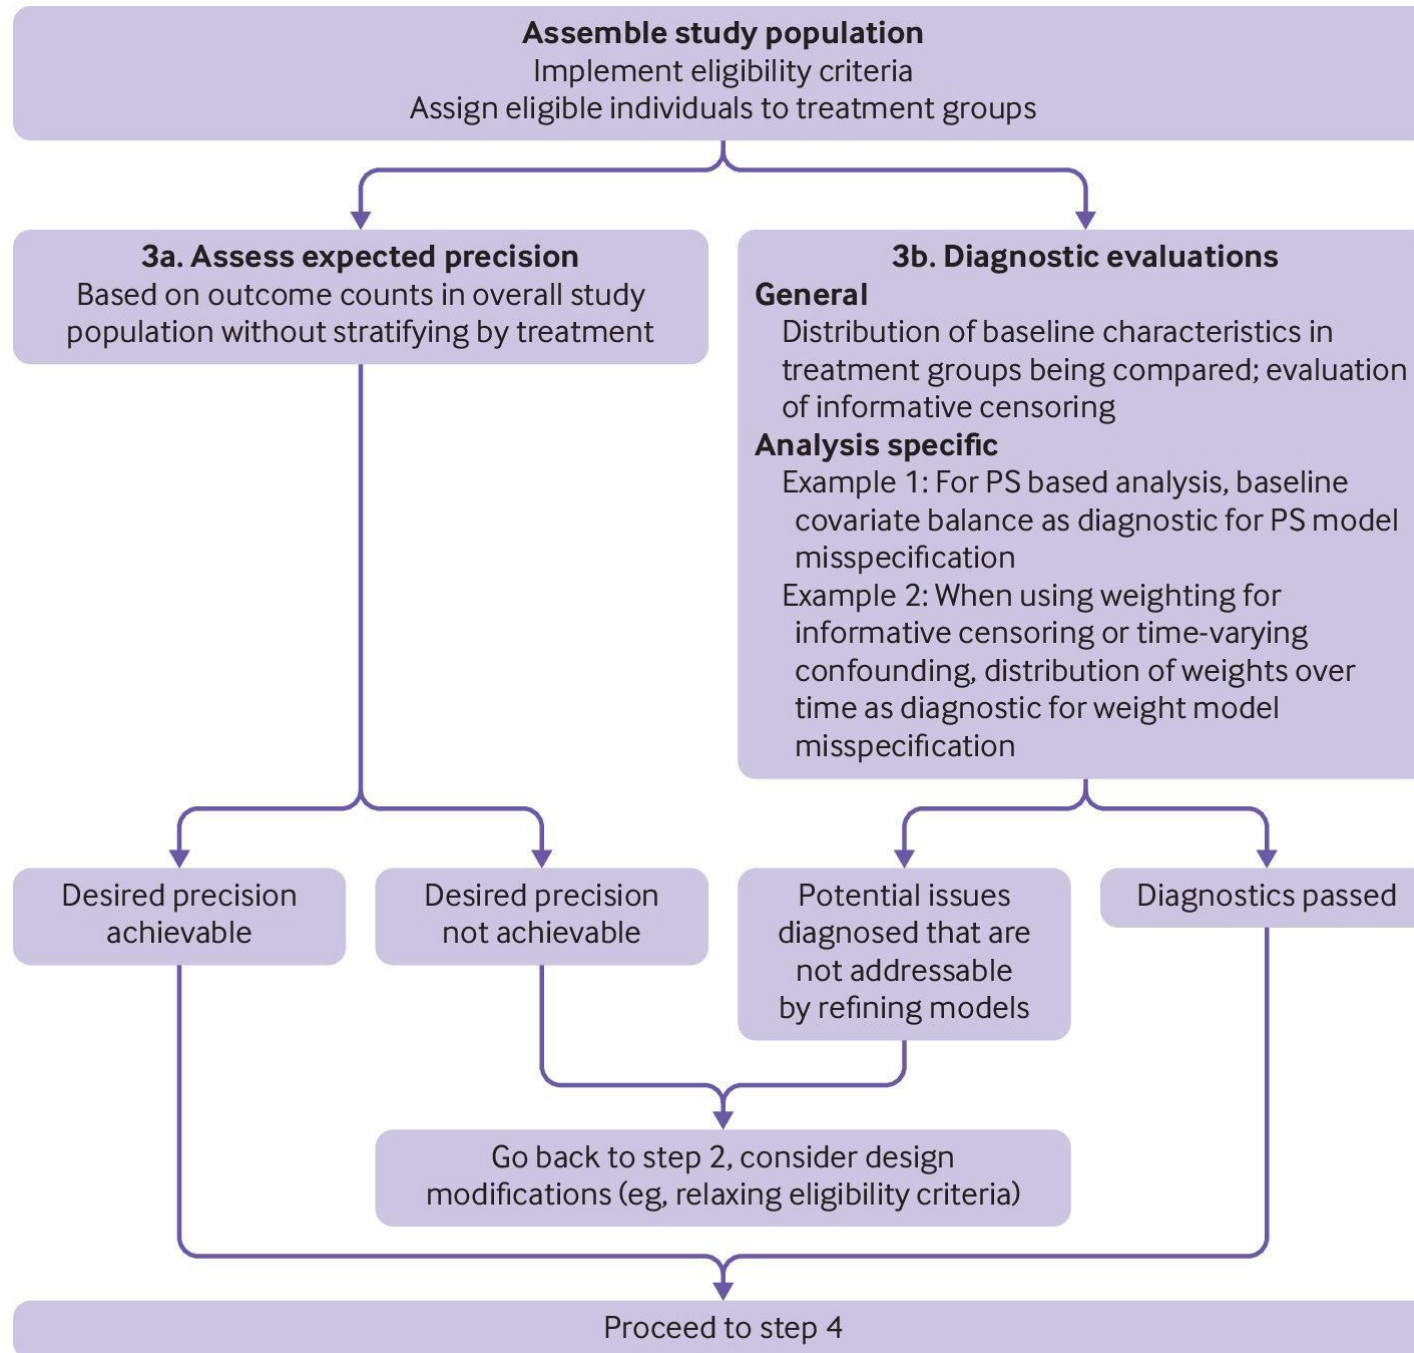 Assemble study population
Implement eligibility criteria
Assign eligible individuals to treatment groups
3a. Assess expected precision
Based on outcome counts in overall study
population without stratifying by treatment
3b. Diagnostic evaluations
General
Distribution of baseline characteristics in
treatment groups being compared; evaluation
of informative censoring
Analysis specific
Example 1: For PS based analysis, baseline
covariate balance as diagnostic for PS model
misspecification
Example 2: When using weighting for
informative censoring or time-varying
confounding, distribution of weights over
time as diagnostic for weight model
misspecification
Desired precision
achievable
Desired precision
not achievable
Potential issues
diagnosed that are
not addressable
by refining models
Diagnostics passed
Go back to step 2, consider design
modifications (eg, relaxing eligibility criteria)
Proceed to step 4